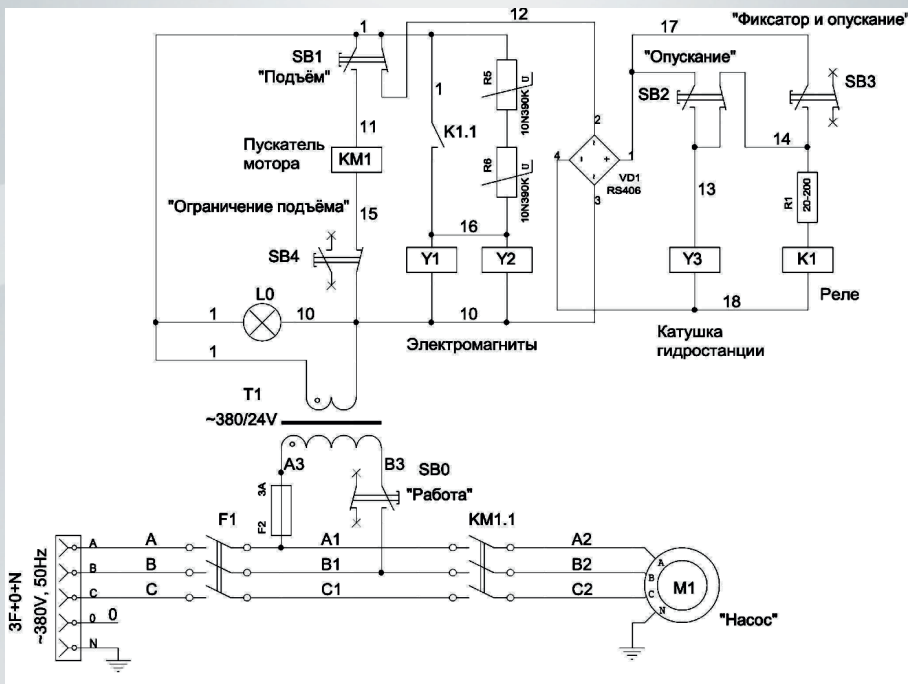 12
"Фиксатор и опускание"
1
17
SB1
"Подъём"
"Опускание"
SB2
SB3
R5
10N390K U
1
11
K1.1
2
14
Пускатель
мотора
KM1
R6
10N390K U
4
1
VD1
RS406
3
13
R1
20-200
"Ограничение подъёма"
15
16
SB4
Y1
Y2
Y3
K1
L0
1
10
10
18
Реле
Электромагниты
Катушка
гидростанции
1
T1
~380/24V
A3
B3
SB0
"Работа"
3A
F2
F1
KM1.1
3F+0+N
~380V, 50Hz
A
A
A1
A2
A
B
B
B1
B2
B
C
C
C1
C2
C
M1
0
0
N
N
"Насос"